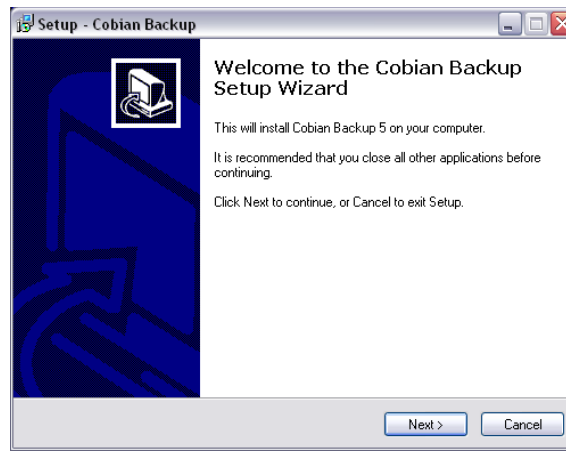 Setup - Cobian Backup
Welcome to the Cobian Backup
Setup Wizard
This will install Cobian Backup 5 on your computer.
It is recommended that you close all other applications before
continuing.
Click Next to continue, or Cancel to exit Setup.
Next >
Cancel